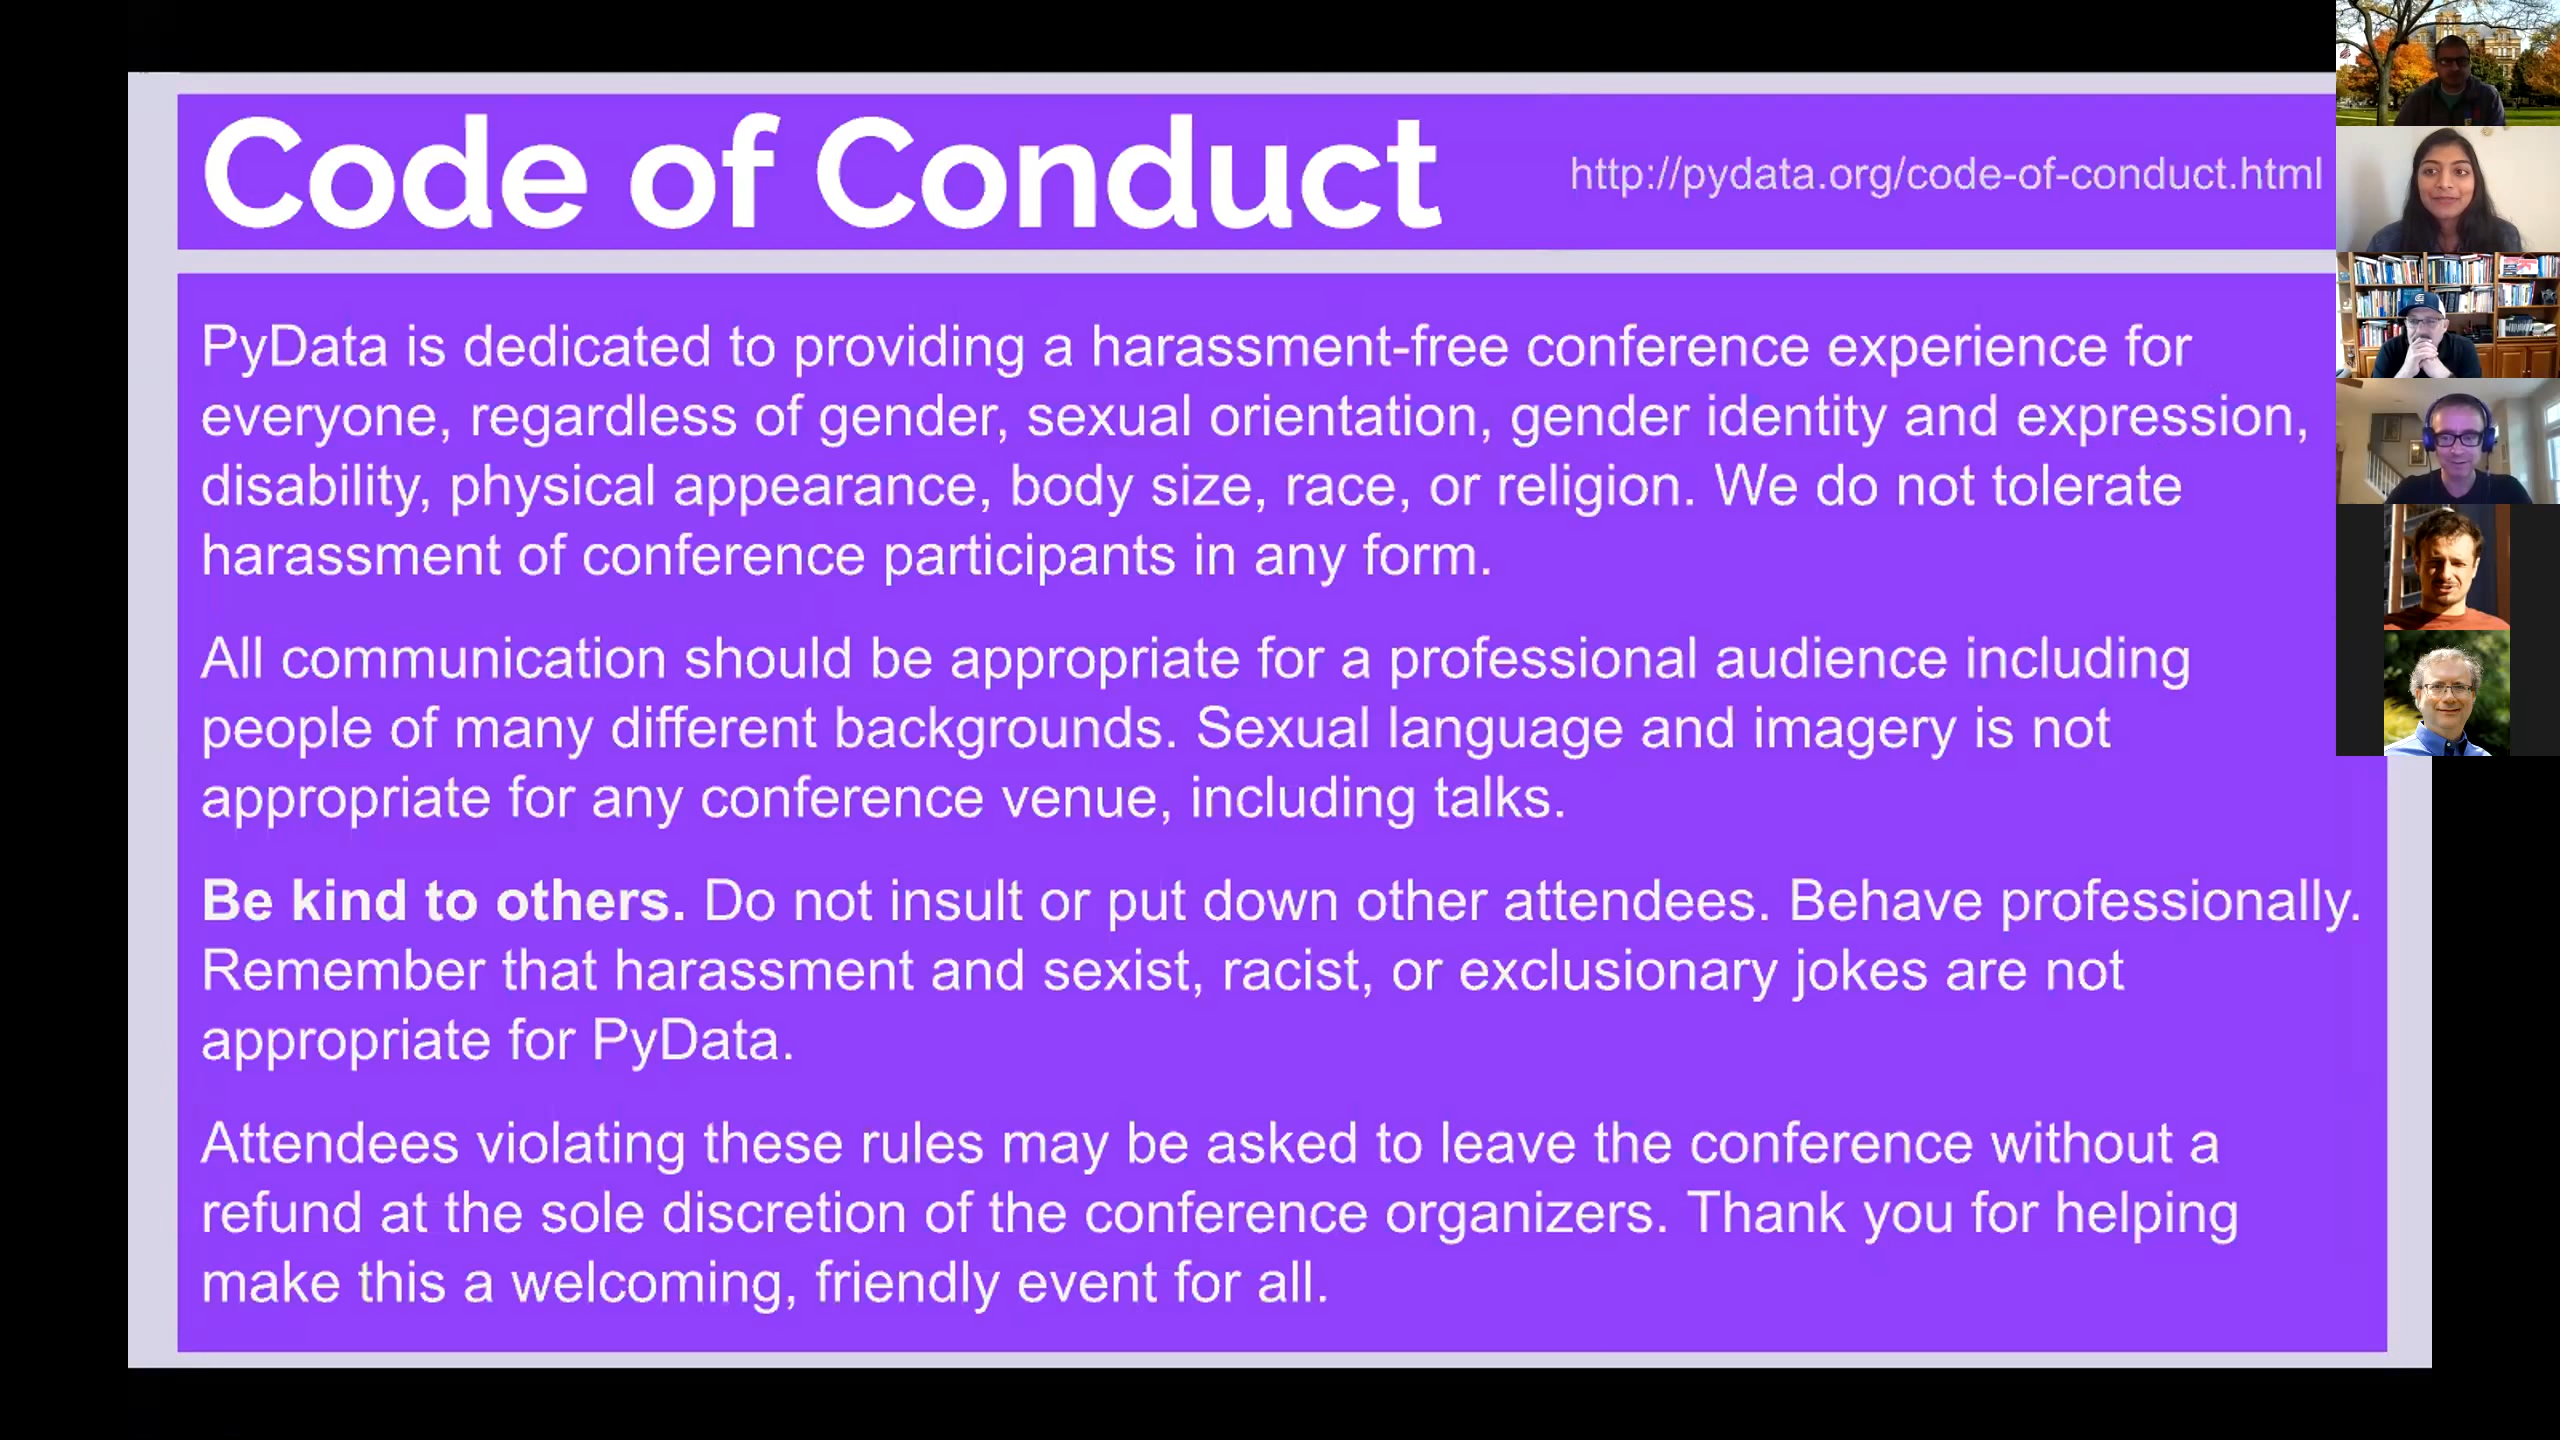 Code of Conduct
http://pydata.org/code-of-conduct.html
PyData is dedicated to providing a harassment-free conference experience for
everyone, regardless of gender, sexual orientation, gender identity and expression,
disability, physical appearance, body size, race, or religion. We do not tolerate
harassment of conference participants in any form.
All communication should be appropriate for a professional audience including
people of many different backgrounds. Sexual language and imagery is not
appropriate for any conference venue, including talks.
Be kind to others. Do not insult or put down other attendees. Behave professionally.
Remember that harassment and sexist, racist, or exclusionary jokes are not
appropriate for PyData.
Attendees violating these rules may be asked to leave the conference without a
refund at the sole discretion of the conference organizers. Thank you for helping
make this a welcoming, friendly event for all.